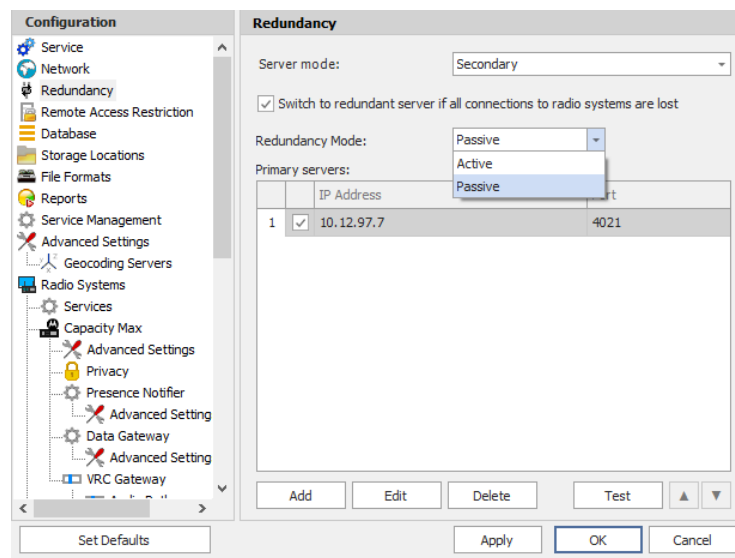 Configuration
Service
Network
Redundancy
Remote Access Restriction
Database
Storage Locations
File Formats
Reports
Service Management
Advanced Settings
Geocoding Servers
Radio Systems
Services
Capacity Max
Advanced Settings
Privacy
Presence Notifier
Advanced Setting
Data Gateway
Advanced Setting
VRC Gateway
Set Defaults
Redundancy
Server mode: Secondary
Switch to redundant server if all connections to radio systems are lost
Redundancy Mode: Passive
Active
Passive
Primary servers:
IP Address
1 10.12.97.7 4021
Add Edit Delete Test
Apply OK Cancel